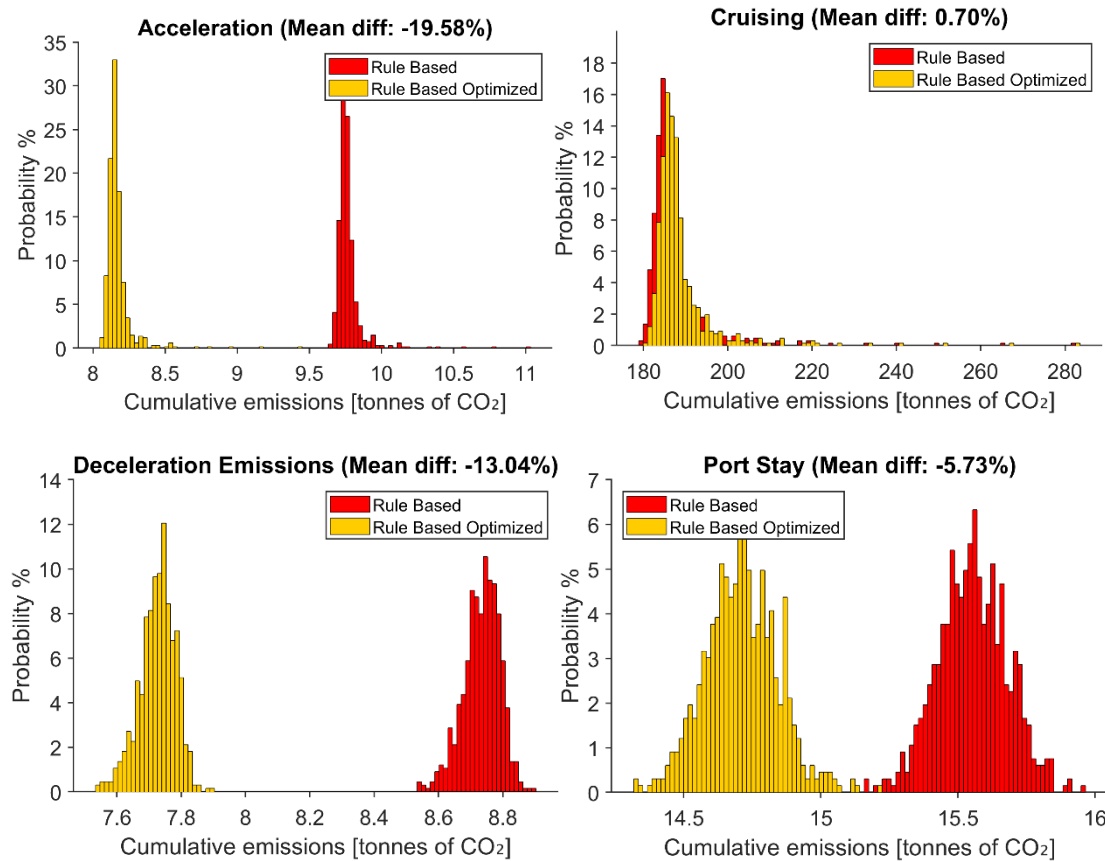 Acceleration (Mean diff: -19.58%)
35
30
25
20
15
10
5
0
Probability %
Rule Based
Rule Based Optimized
8 8.5 9 9.5 10 10.5 11
Cumulative emissions [tonnes of CO₂]
Cruising (Mean diff: 0.70%)
18
16
14
12
10
8
6
4
2
0
Probability %
Rule Based
Rule Based Optimized
180 200 220 240 260 280
Cumulative emissions [tonnes of CO₂]
Deceleration Emissions (Mean diff: -13.04%)
14
12
10
8
6
4
2
0
Probability %
Rule Based
Rule Based Optimized
7.6 7.8 8 8.2 8.4 8.6 8.8
Cumulative emissions [tonnes of CO₂]
Port Stay (Mean diff: -5.73%)
7
6
5
4
3
2
1
0
Probability %
Rule Based
Rule Based Optimized
14.5 15 15.5 16
Cumulative emissions [tonnes of CO₂]